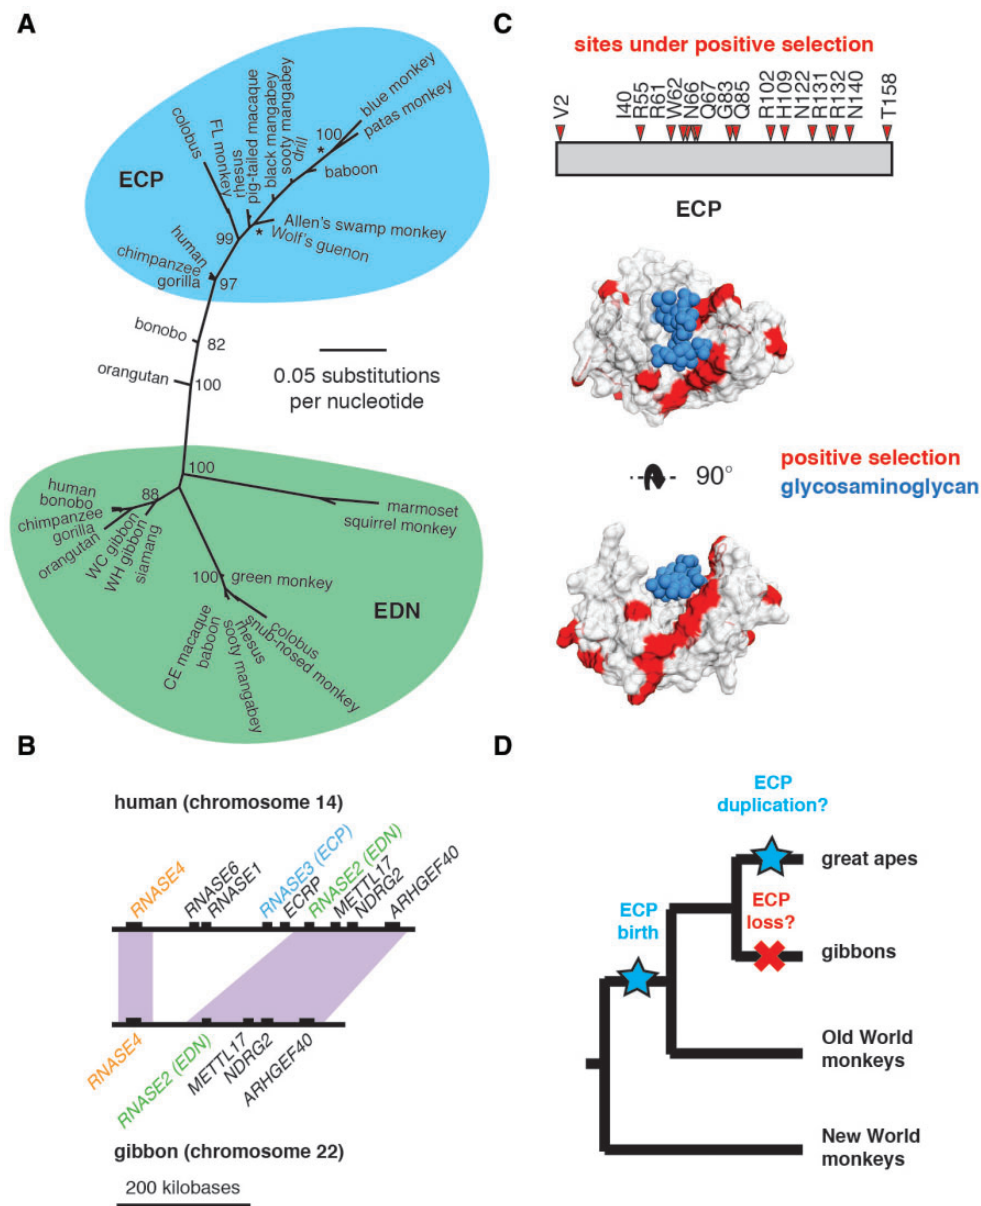 A
ECP
colobus
FL monkey
rhesus
pig-tailed macaque
black mangabey
sooty mangabey
drill
100
*
blue monkey
patas monkey
baboon
Allen's swamp monkey
*
Wolf's guenon
99
human
chimpanzee
gorilla
97
bonobo
82
orangutan
100
0.05 substitutions
per nucleotide
100
88
human
bonobo
chimpanzee
gorilla
orangutan
WC gibbon
WH gibbon
siamang
marmoset
squirrel monkey
100
green monkey
EDN
colobus
snub-nosed monkey
rhesus
sooty mangabey
baboon
CE macaque
B
human (chromosome 14)
RNASE4
RNASE6
RNASE1
RNASE3 (ECP)
ECRP
RNASE2 (EDN)
METTL17
NDRG2
ARHGEF40
RNASE4
RNASE2 (EDN)
METTL17
NDRG2
ARHGEF40
gibbon (chromosome 22)
200 kilobases
C
sites under positive selection
V2
I40
R55
R61
W62
N66
Q67
G83
Q85
R102
H109
N122
R131
R132
N140
T158
ECP
90°
positive selection
glycosaminoglycan
D
ECP
duplication?
great apes
ECP
birth
ECP
loss?
gibbons
Old World
monkeys
New World
monkeys